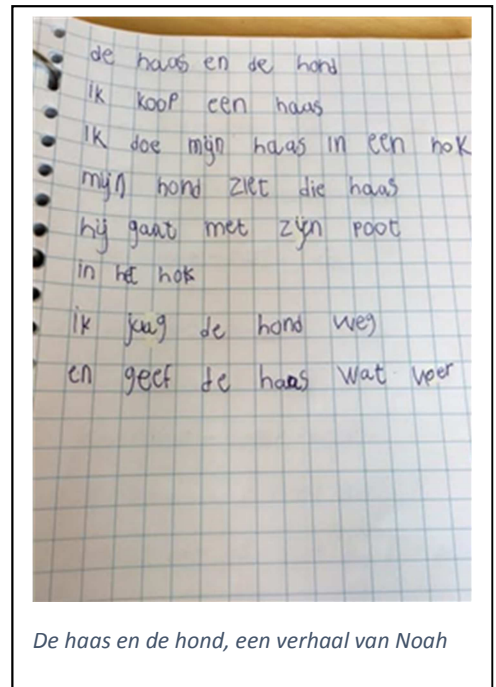 de haas en de hond
ik koop een haas
ik doe mijn haas in een hok
mijn hond ziet die haas
hij gaat met zijn poot
in het hok
ik jaag de hond weg
en geef de haas wat voer
De haas en de hond, een verhaal van Noah